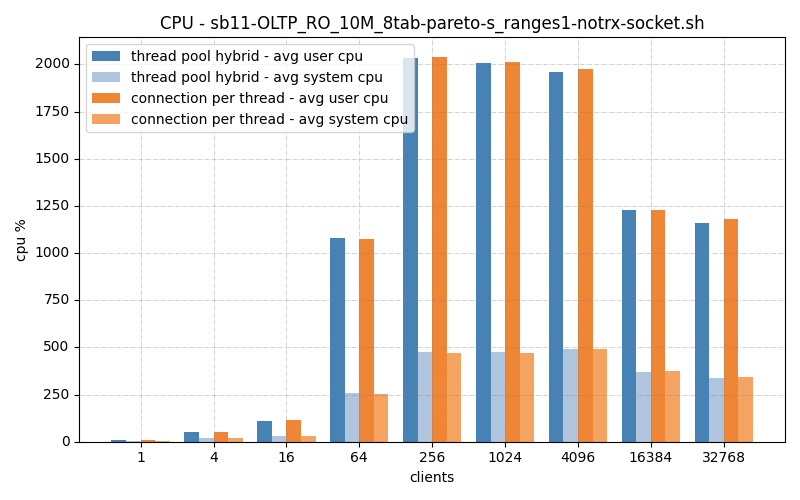 CPU - sb11-OLTP_RO_10M_8tab-pareto-s_ranges1-notrx-socket.sh
thread pool hybrid - avg user cpu
thread pool hybrid - avg system cpu
connection per thread - avg user cpu
connection per thread - avg system cpu
cpu %
2000
1750
1500
1250
1000
750
500
250
0
1 4 16 64 256 1024 4096 16384 32768
clients